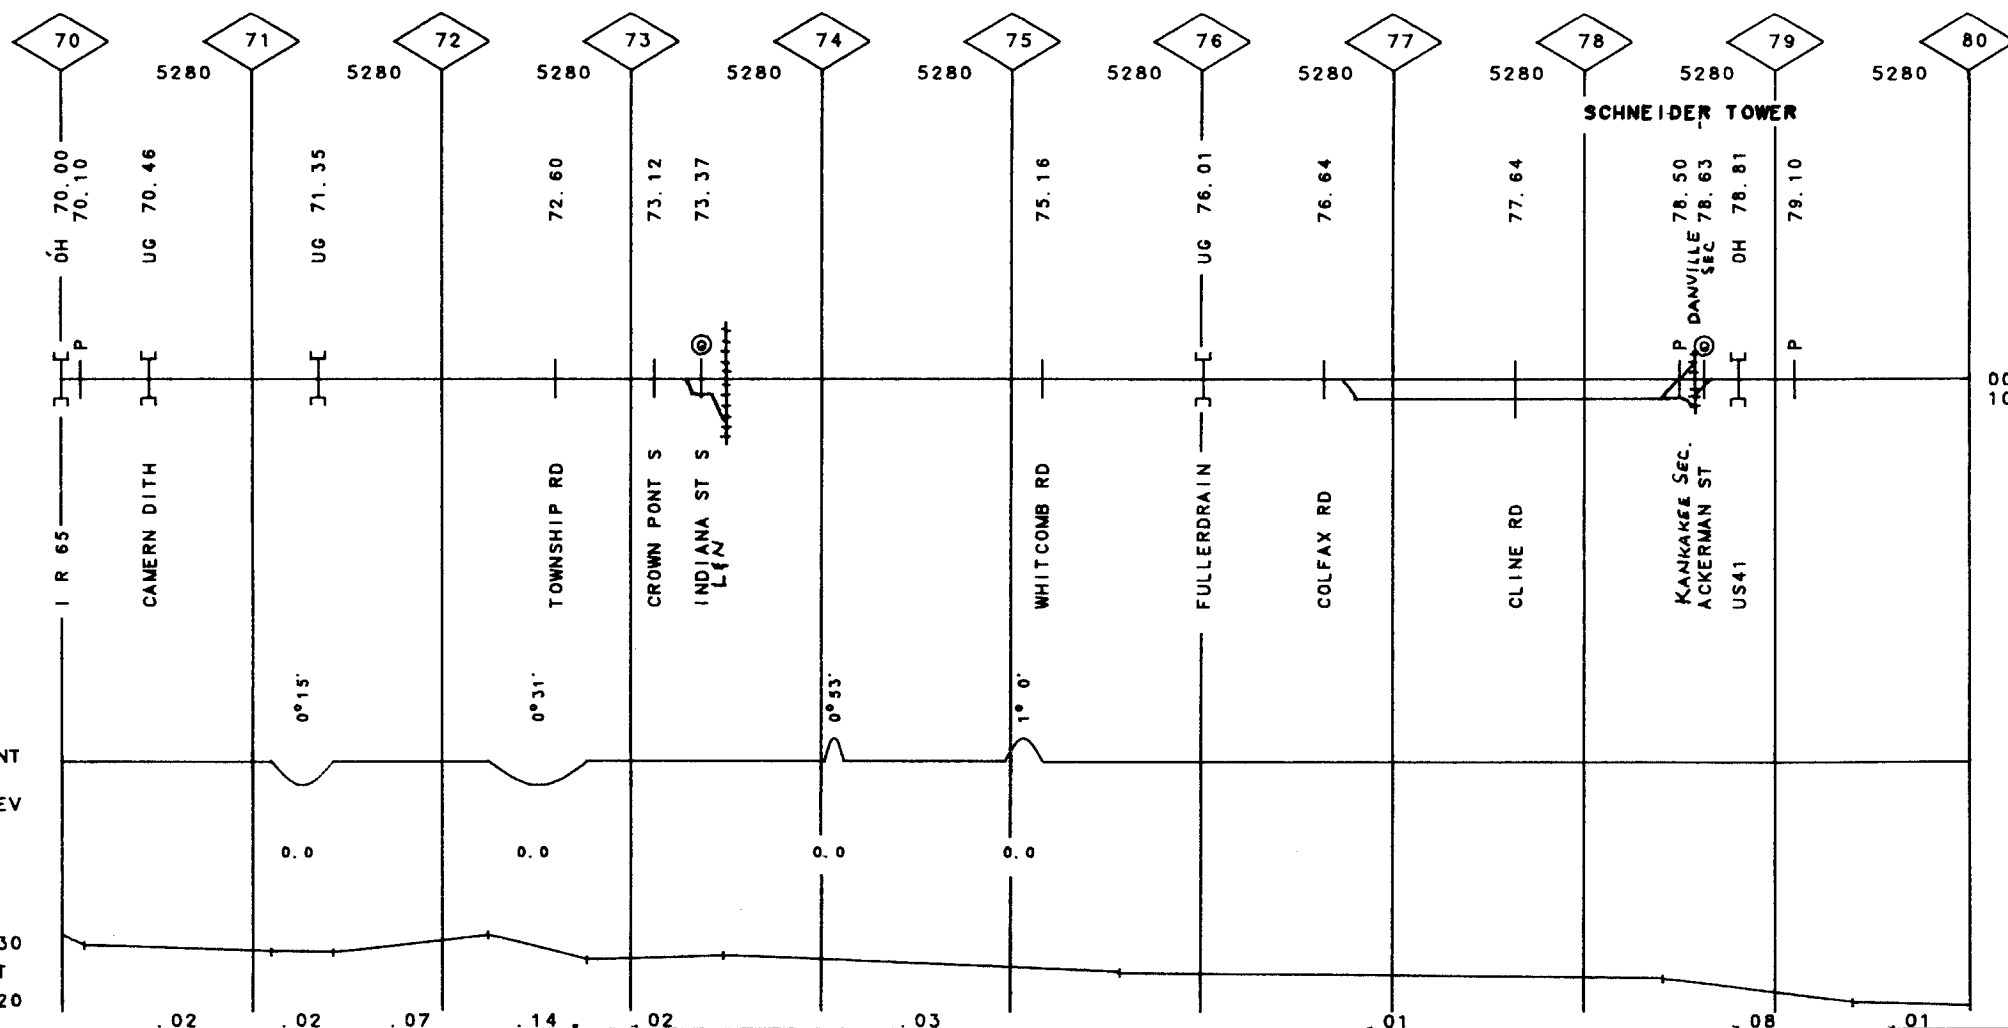 70 71 72 73 74 75 76 77 78 79 80
5280 5280 5280 5280 5280 5280 5280 5280 5280 5280
SCHNEIDER TOWER
OH 70.00
70.10
UG 70.46
UG 71.35
72.60
73.12
73.37
75.16
UG 76.01
76.64
77.64
78.50
DANVILLE SEC 78.63
OH 78.81
79.10
P
P
P
00
10
I R 65
CAMERN DITH
TOWNSHIP RD
CROWN PONT S
INDIANA ST S
L&N
WHITCOMB RD
FULLERDRAIN
COLFAX RD
CLINE RD
KANKAKEE SEC.
ACKERMAN ST
US41
0°15'
0°31'
0°53'
1° 0'
NT
EV
0.0 0.0 0.0 0.0
30
T
20
.02 .02 .07 .14 .02 .03 .01 .08 .01